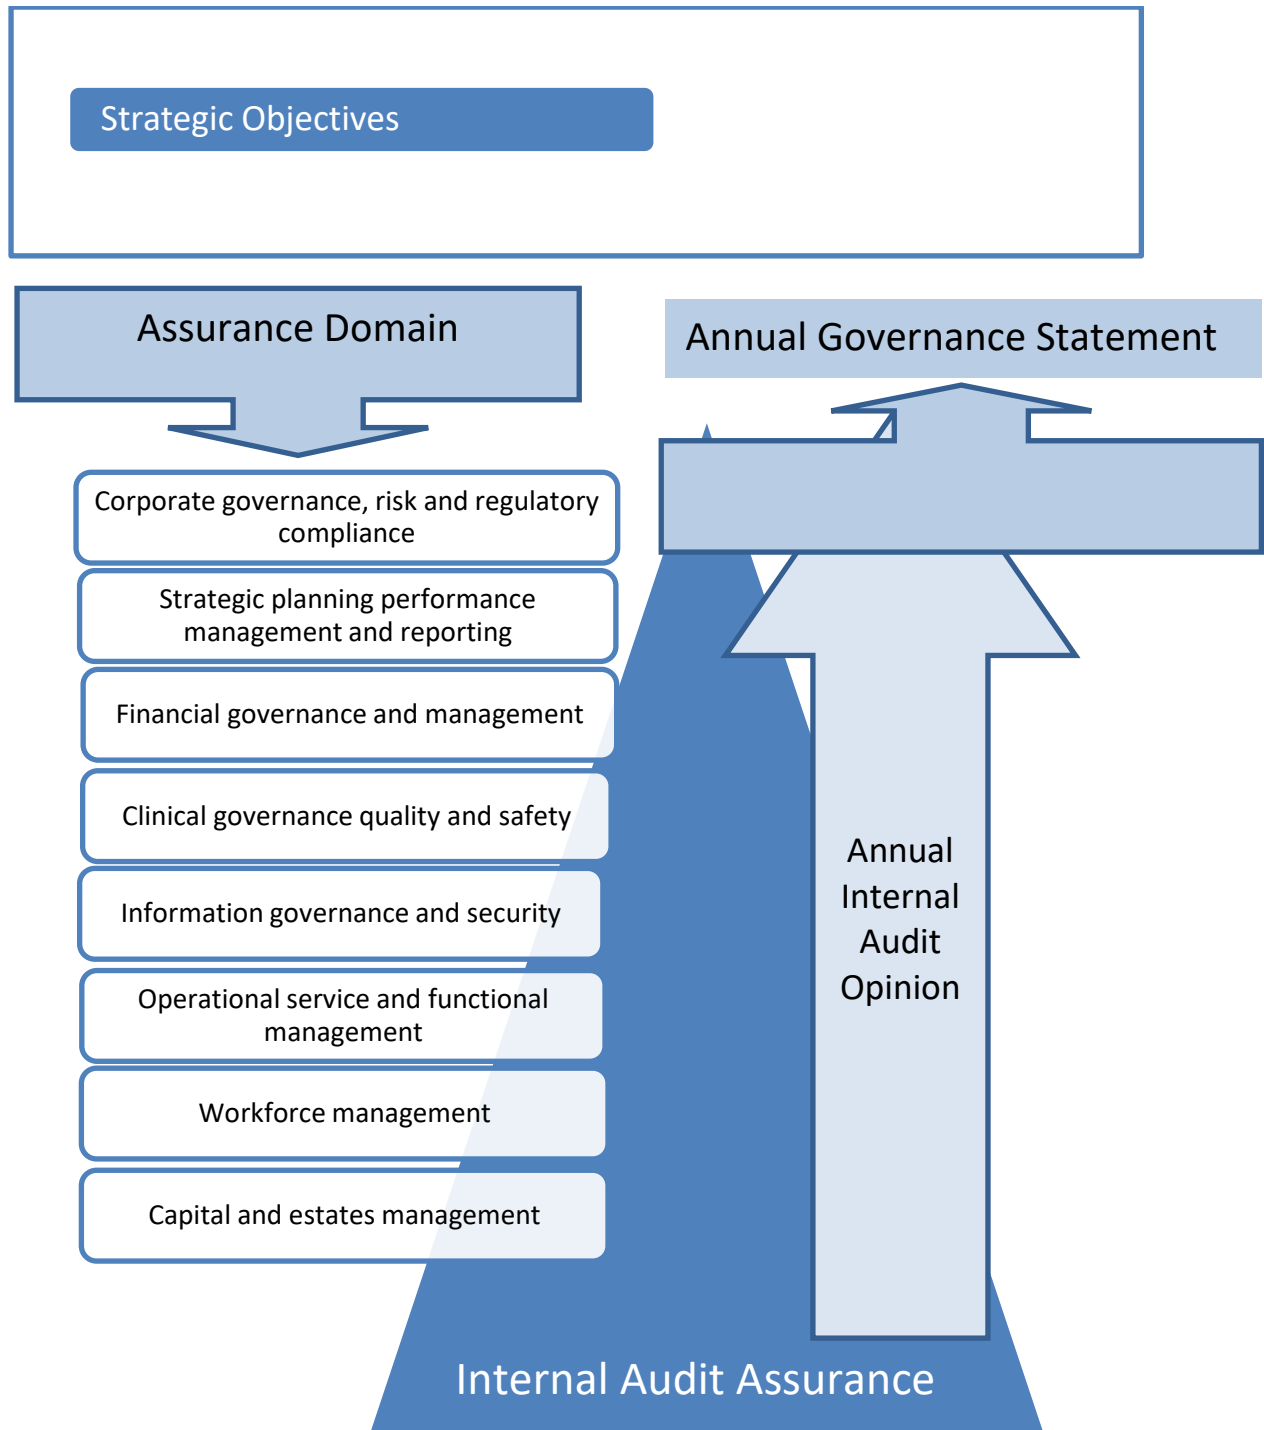 Strategic Objectives
Assurance Domain
Annual Governance Statement
Corporate governance, risk and regulatory
compliance
Strategic planning performance
management and reporting
Financial governance and management
Clinical governance quality and safety
Information governance and security
Operational service and functional
management
Workforce management
Capital and estates management
Annual
Internal
Audit
Opinion
Internal Audit Assurance